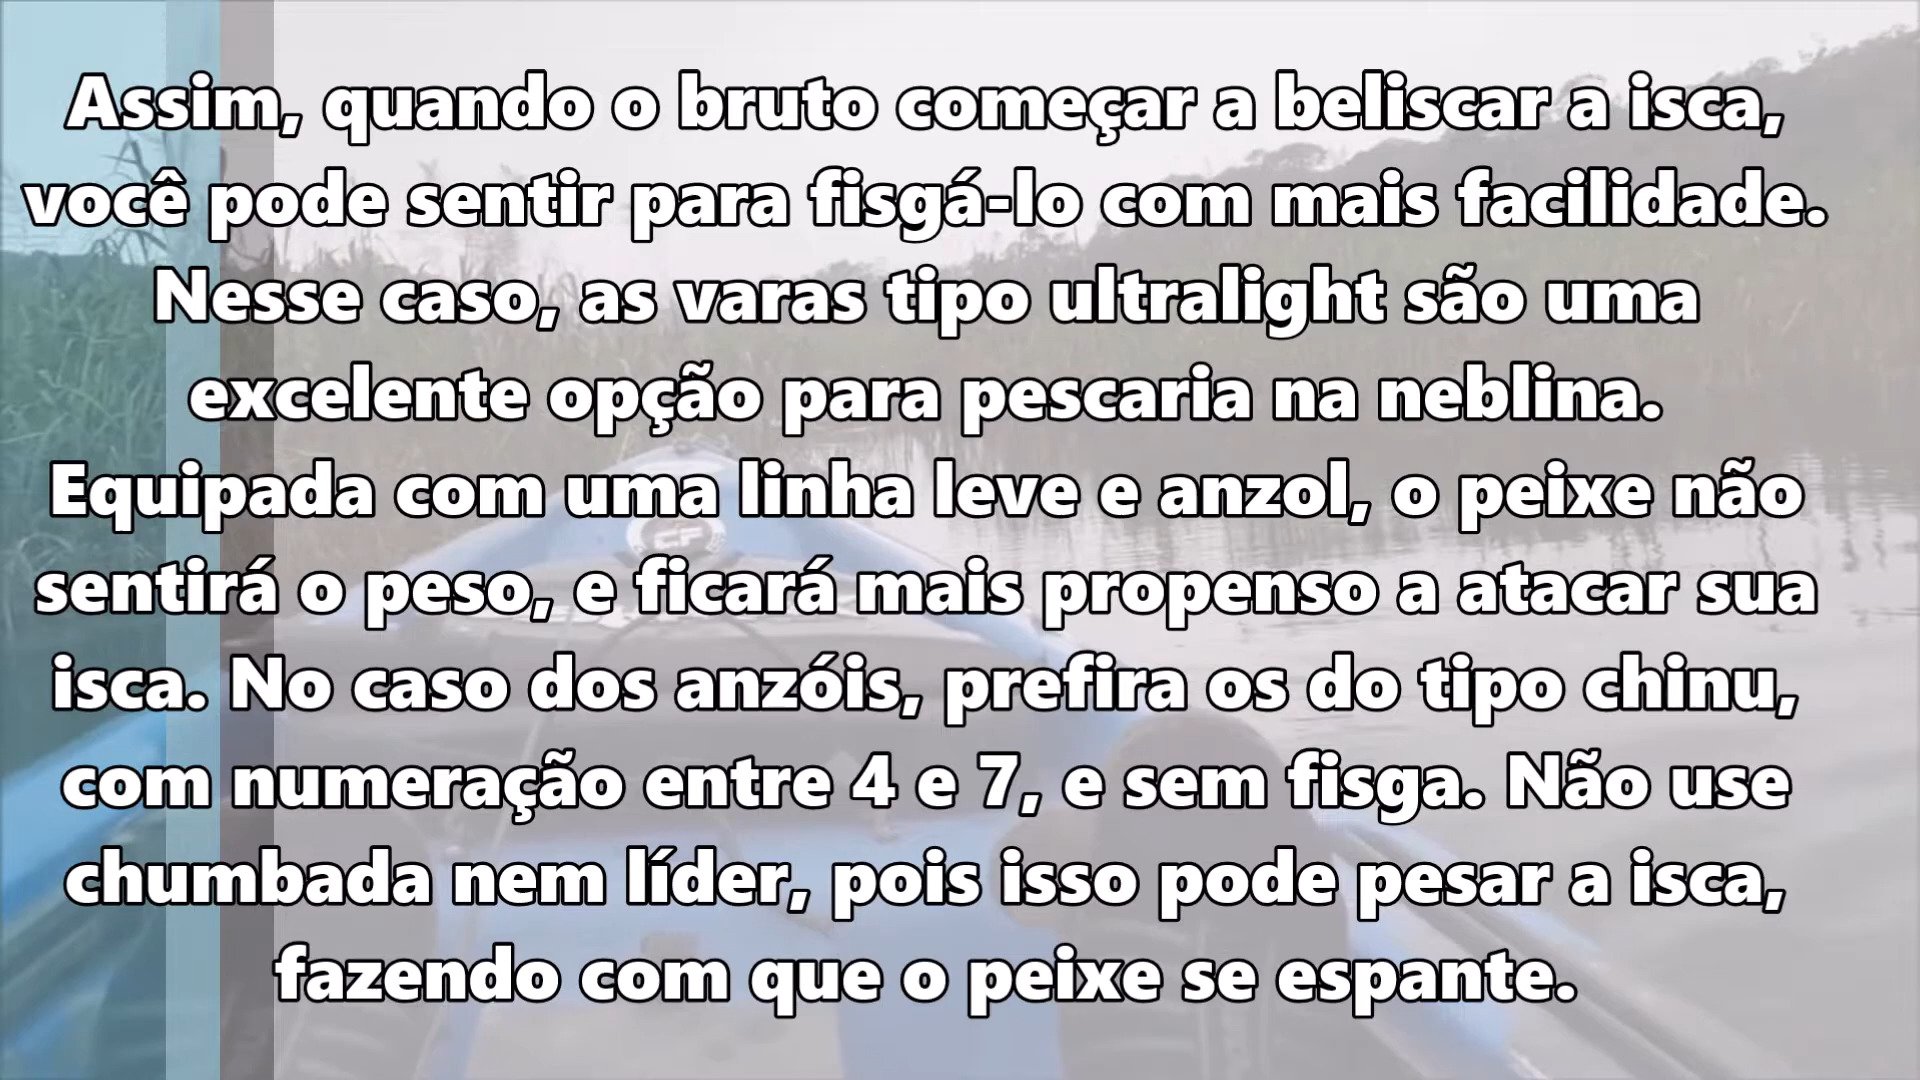 Assim, quando o bruto começar a beliscar a isca,
você pode sentir para fisgá-lo com mais facilidade.
Nesse caso, as varas tipo ultralight são uma
excelente opção para pescaria na neblina.
Equipada com uma linha leve e anzol, o peixe não
sentirá o peso, e ficará mais propenso a atacar sua
isca. No caso dos anzóis, prefira os do tipo chinu,
com numeração entre 4 e 7, e sem fisga. Não use
chumbada nem líder, pois isso pode pesar a isca,
fazendo com que o peixe se espante.
CF